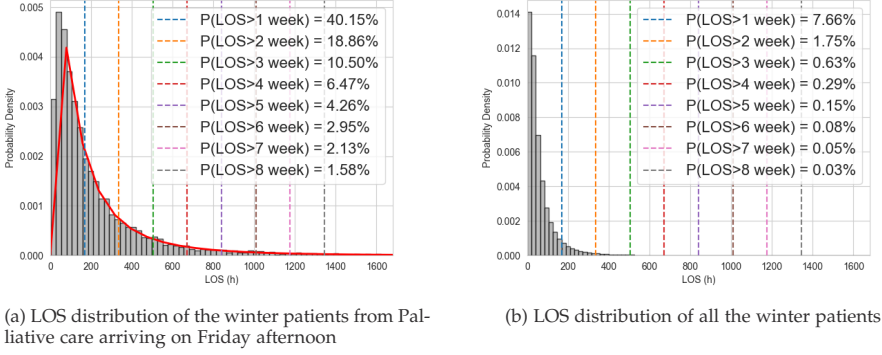 0.005
0.004
0.003
0.002
0.001
0.000
Probability Density
P(LOS>1 week) = 40.15%
P(LOS>2 week) = 18.86%
P(LOS>3 week) = 10.50%
P(LOS>4 week) = 6.47%
P(LOS>5 week) = 4.26%
P(LOS>6 week) = 2.95%
P(LOS>7 week) = 2.13%
P(LOS>8 week) = 1.58%
0 200 400 600 800 1000 1200 1400 1600
LOS (h)
(a) LOS distribution of the winter patients from Pal-
liative care arriving on Friday afternoon
0.014
0.012
0.010
0.008
0.006
0.004
0.002
0.000
Probability Density
P(LOS>1 week) = 7.66%
P(LOS>2 week) = 1.75%
P(LOS>3 week) = 0.63%
P(LOS>4 week) = 0.29%
P(LOS>5 week) = 0.15%
P(LOS>6 week) = 0.08%
P(LOS>7 week) = 0.05%
P(LOS>8 week) = 0.03%
0 200 400 600 800 1000 1200 1400 1600
LOS (h)
(b) LOS distribution of all the winter patients